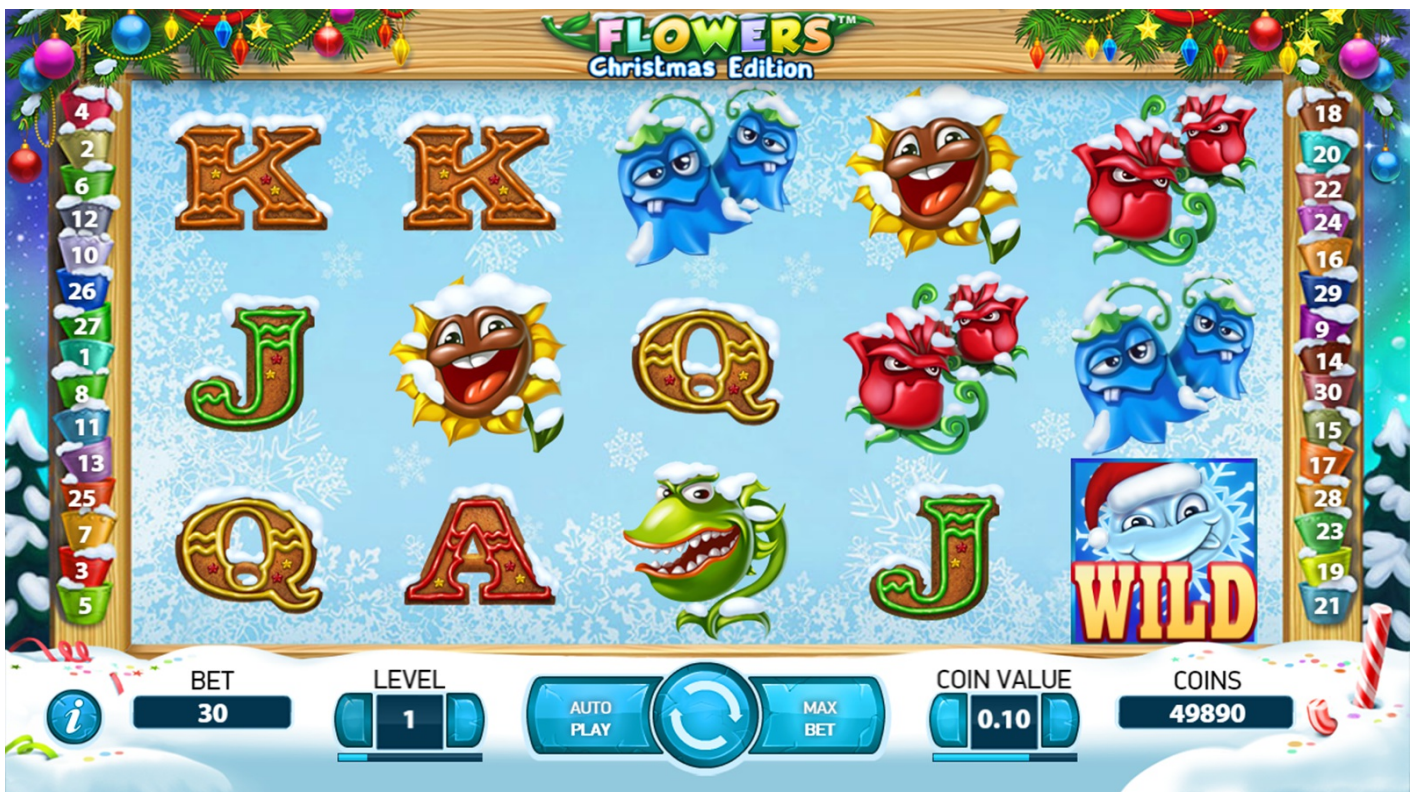 FLOWERS™
Christmas Edition
4
2
6
12
10
26
27
1
8
11
13
25
7
3
5
K K
J Q
Q A J
WILD
18
20
22
24
16
29
9
14
30
15
17
28
23
19
21
i
BET
30
LEVEL
1
AUTO
PLAY
MAX
BET
COIN VALUE
0.10
COINS
49890